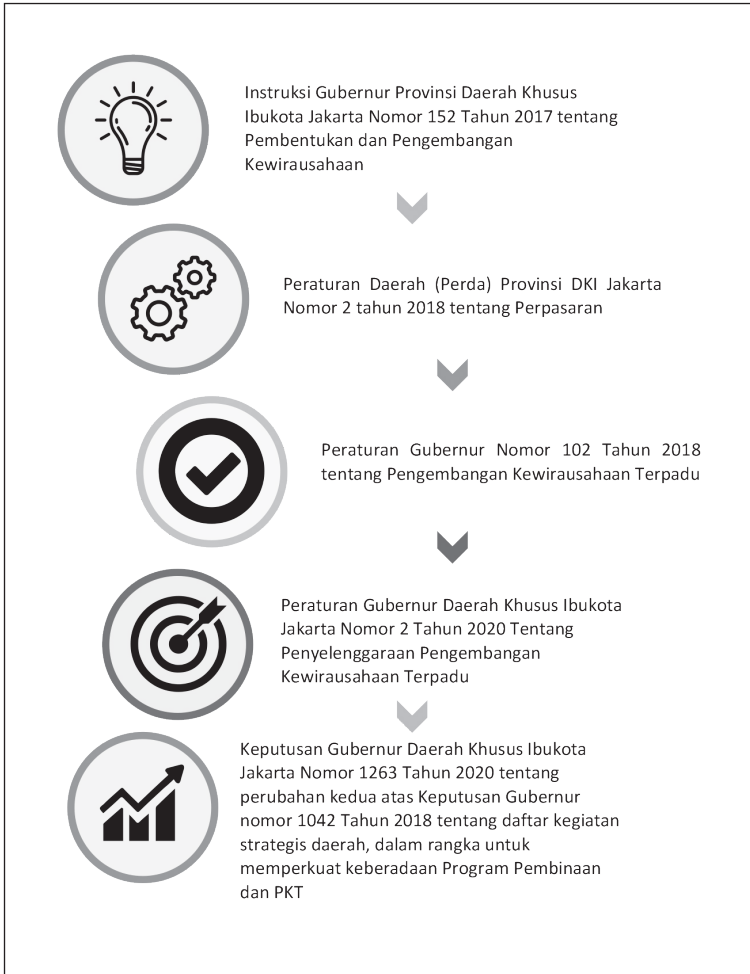 Instruksi Gubernur Provinsi Daerah Khusus
Ibukota Jakarta Nomor 152 Tahun 2017 tentang
Pembentukan dan Pengembangan
Kewirausahaan
Peraturan Daerah (Perda) Provinsi DKI Jakarta
Nomor 2 tahun 2018 tentang Perpasaran
Peraturan Gubernur Nomor 102 Tahun 2018
tentang Pengembangan Kewirausahaan Terpadu
Peraturan Gubernur Daerah Khusus Ibukota
Jakarta Nomor 2 Tahun 2020 Tentang
Penyelenggaraan Pengembangan
Kewirausahaan Terpadu
Keputusan Gubernur Daerah Khusus Ibukota
Jakarta Nomor 1263 Tahun 2020 tentang
perubahan kedua atas Keputusan Gubernur
nomor 1042 Tahun 2018 tentang daftar kegiatan
strategis daerah, dalam rangka untuk
memperkuat keberadaan Program Pembinaan
dan PKT